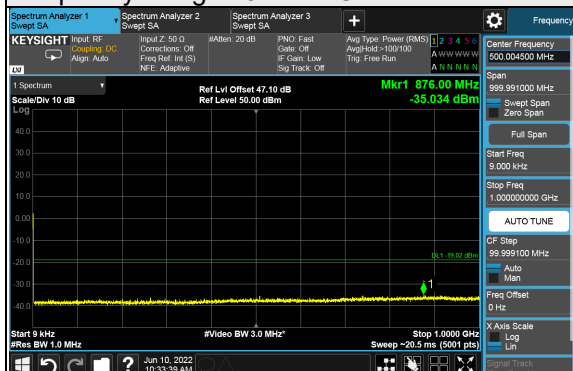 Spectrum Analyzer 1
Swept SA
Spectrum Analyzer 2
Swept SA
Spectrum Analyzer 3
Swept SA
+
Frequency
KEYSIGHT
Input: RF
Coupling: DC
Align: Auto
Input Z: 50 Ω
Corrections: Off
Freq Ref: Int (S)
NFE: Adaptive
#Atten: 20 dB
PNO: Fast
Gate: Off
IF Gain: Low
Sig Track: Off
Avg Type: Power (RMS)
Avg|Hold:>100/100
Trig: Free Run
1 2 3 4 5 6
A W W W W W
A N N N N N
LXI
1 Spectrum
Scale/Div 10 dB
Log
Ref Lvl Offset 47.10 dB
Ref Level 50.00 dBm
Mkr1 876.00 MHz
-35.034 dBm
40.0
30.0
20.0
10.0
0.00
-10.0
-20.0
-30.0
-40.0
DL1 -19.02 dBm
1
Start 9 kHz
#Res BW 1.0 MHz
#Video BW 3.0 MHz*
Stop 1.0000 GHz
Sweep ~20.5 ms (5001 pts)
Center Frequency
500.004500 MHz
Span
999.991000 MHz
Swept Span
Zero Span
Full Span
Start Freq
9.000 kHz
Stop Freq
1.000000000 GHz
AUTO TUNE
CF Step
99.999100 MHz
Auto
Man
Freq Offset
0 Hz
X Axis Scale
Log
Lin
Signal Track
?
Jun 10, 2022
10:33:39 AM